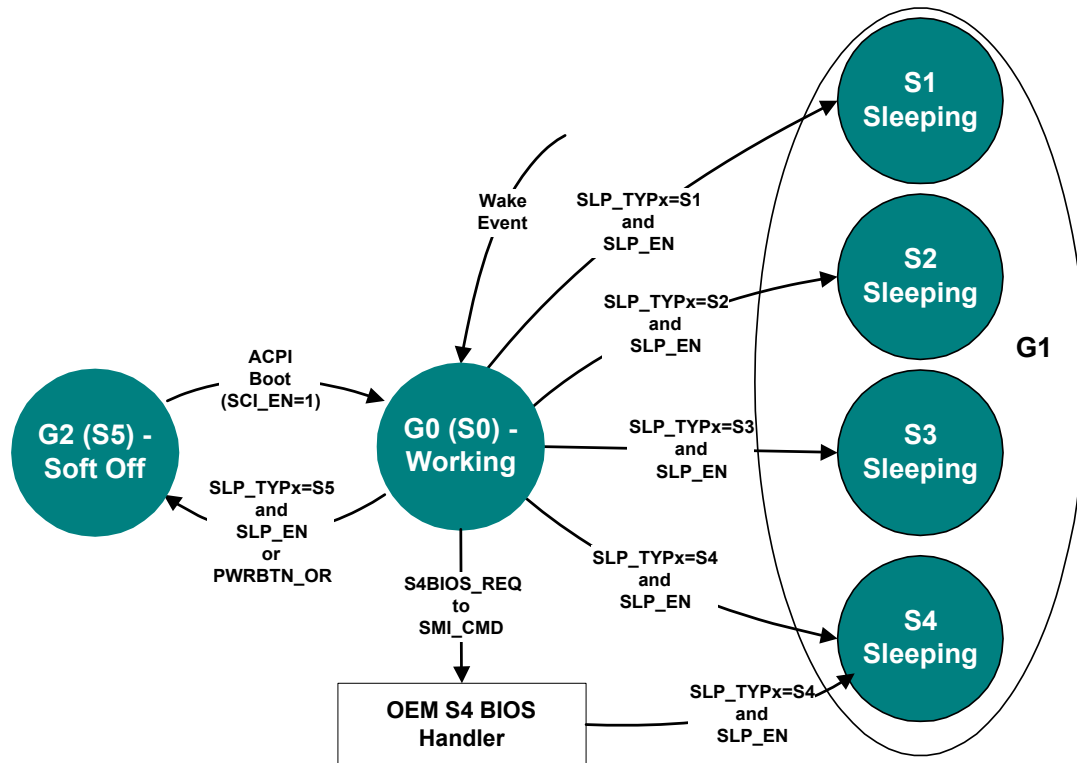 S1
Sleeping
Wake
Event
SLP_TYPx=S1
and
SLP_EN
S2
Sleeping
SLP_TYPx=S2
and
SLP_EN
G1
ACPI
Boot
(SCI_EN=1)
G2 (S5) -
Soft Off
G0 (S0) -
Working
SLP_TYPx=S3
and
SLP_EN
S3
Sleeping
SLP_TYPx=S5
and
SLP_EN
or
PWRBTN_OR
SLP_TYPx=S4
and
SLP_EN
S4BIOS_REQ
to
SMI_CMD
S4
Sleeping
OEM S4 BIOS
Handler
SLP_TYPx=S4
and
SLP_EN